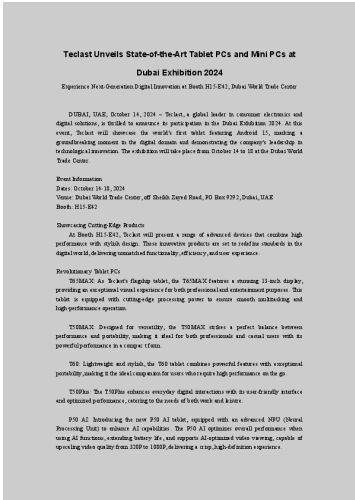 Teclast Unveils State-of-the-Art Tablet PCs and Mini PCs at
Dubai Exhibition 2024
Experience Next-Generation Digital Innovation at Booth H15-E42, Dubai World Trade Center
DUBAI, UAE, October 14, 2024 – Teclast, a global leader in consumer electronics and
digital solutions, is thrilled to announce its participation in the Dubai Exhibition 2024. At this
event, Teclast will showcase the world's first tablet featuring Android 15, marking a
groundbreaking moment in the digital domain and demonstrating the company's leadership in
technological innovation. The exhibition will take place from October 14 to 18 at the Dubai World
Trade Center.
Event Information
Dates: October 14-18, 2024
Venue: Dubai World Trade Center, off Sheikh Zayed Road, PO Box 9292, Dubai, UAE
Booth: H15-E42
Showcasing Cutting-Edge Products
At Booth H15-E42, Teclast will present a range of advanced devices that combine high
performance with stylish design. These innovative products are set to redefine standards in the
digital world, delivering unmatched functionality, efficiency, and user experience.
Revolutionary Tablet PCs
T65MAX: As Teclast's flagship tablet, the T65MAX features a stunning 13-inch display,
providing an exceptional visual experience for both professional and entertainment purposes. This
tablet is equipped with cutting-edge processing power to ensure smooth multitasking and
high-performance operation.
T50MAX: Designed for versatility, the T50MAX strikes a perfect balance between
performance and portability, making it ideal for both professionals and casual users with its
powerful performance in a compact form.
T60: Lightweight and stylish, the T60 tablet combines powerful features with exceptional
portability, making it the ideal companion for users who require high performance on the go.
T50Plus: The T50Plus enhances everyday digital interactions with its user-friendly interface
and optimized performance, catering to the needs of both work and leisure.
P50 AI: Introducing the new P50 AI tablet, equipped with an advanced NPU (Neural
Processing Unit) to enhance AI capabilities. The P50 AI optimizes overall performance when
using AI functions, extending battery life, and supports AI-optimized video viewing, capable of
upscaling video quality from 320P to 1080P, delivering a crisp, high-definition experience.